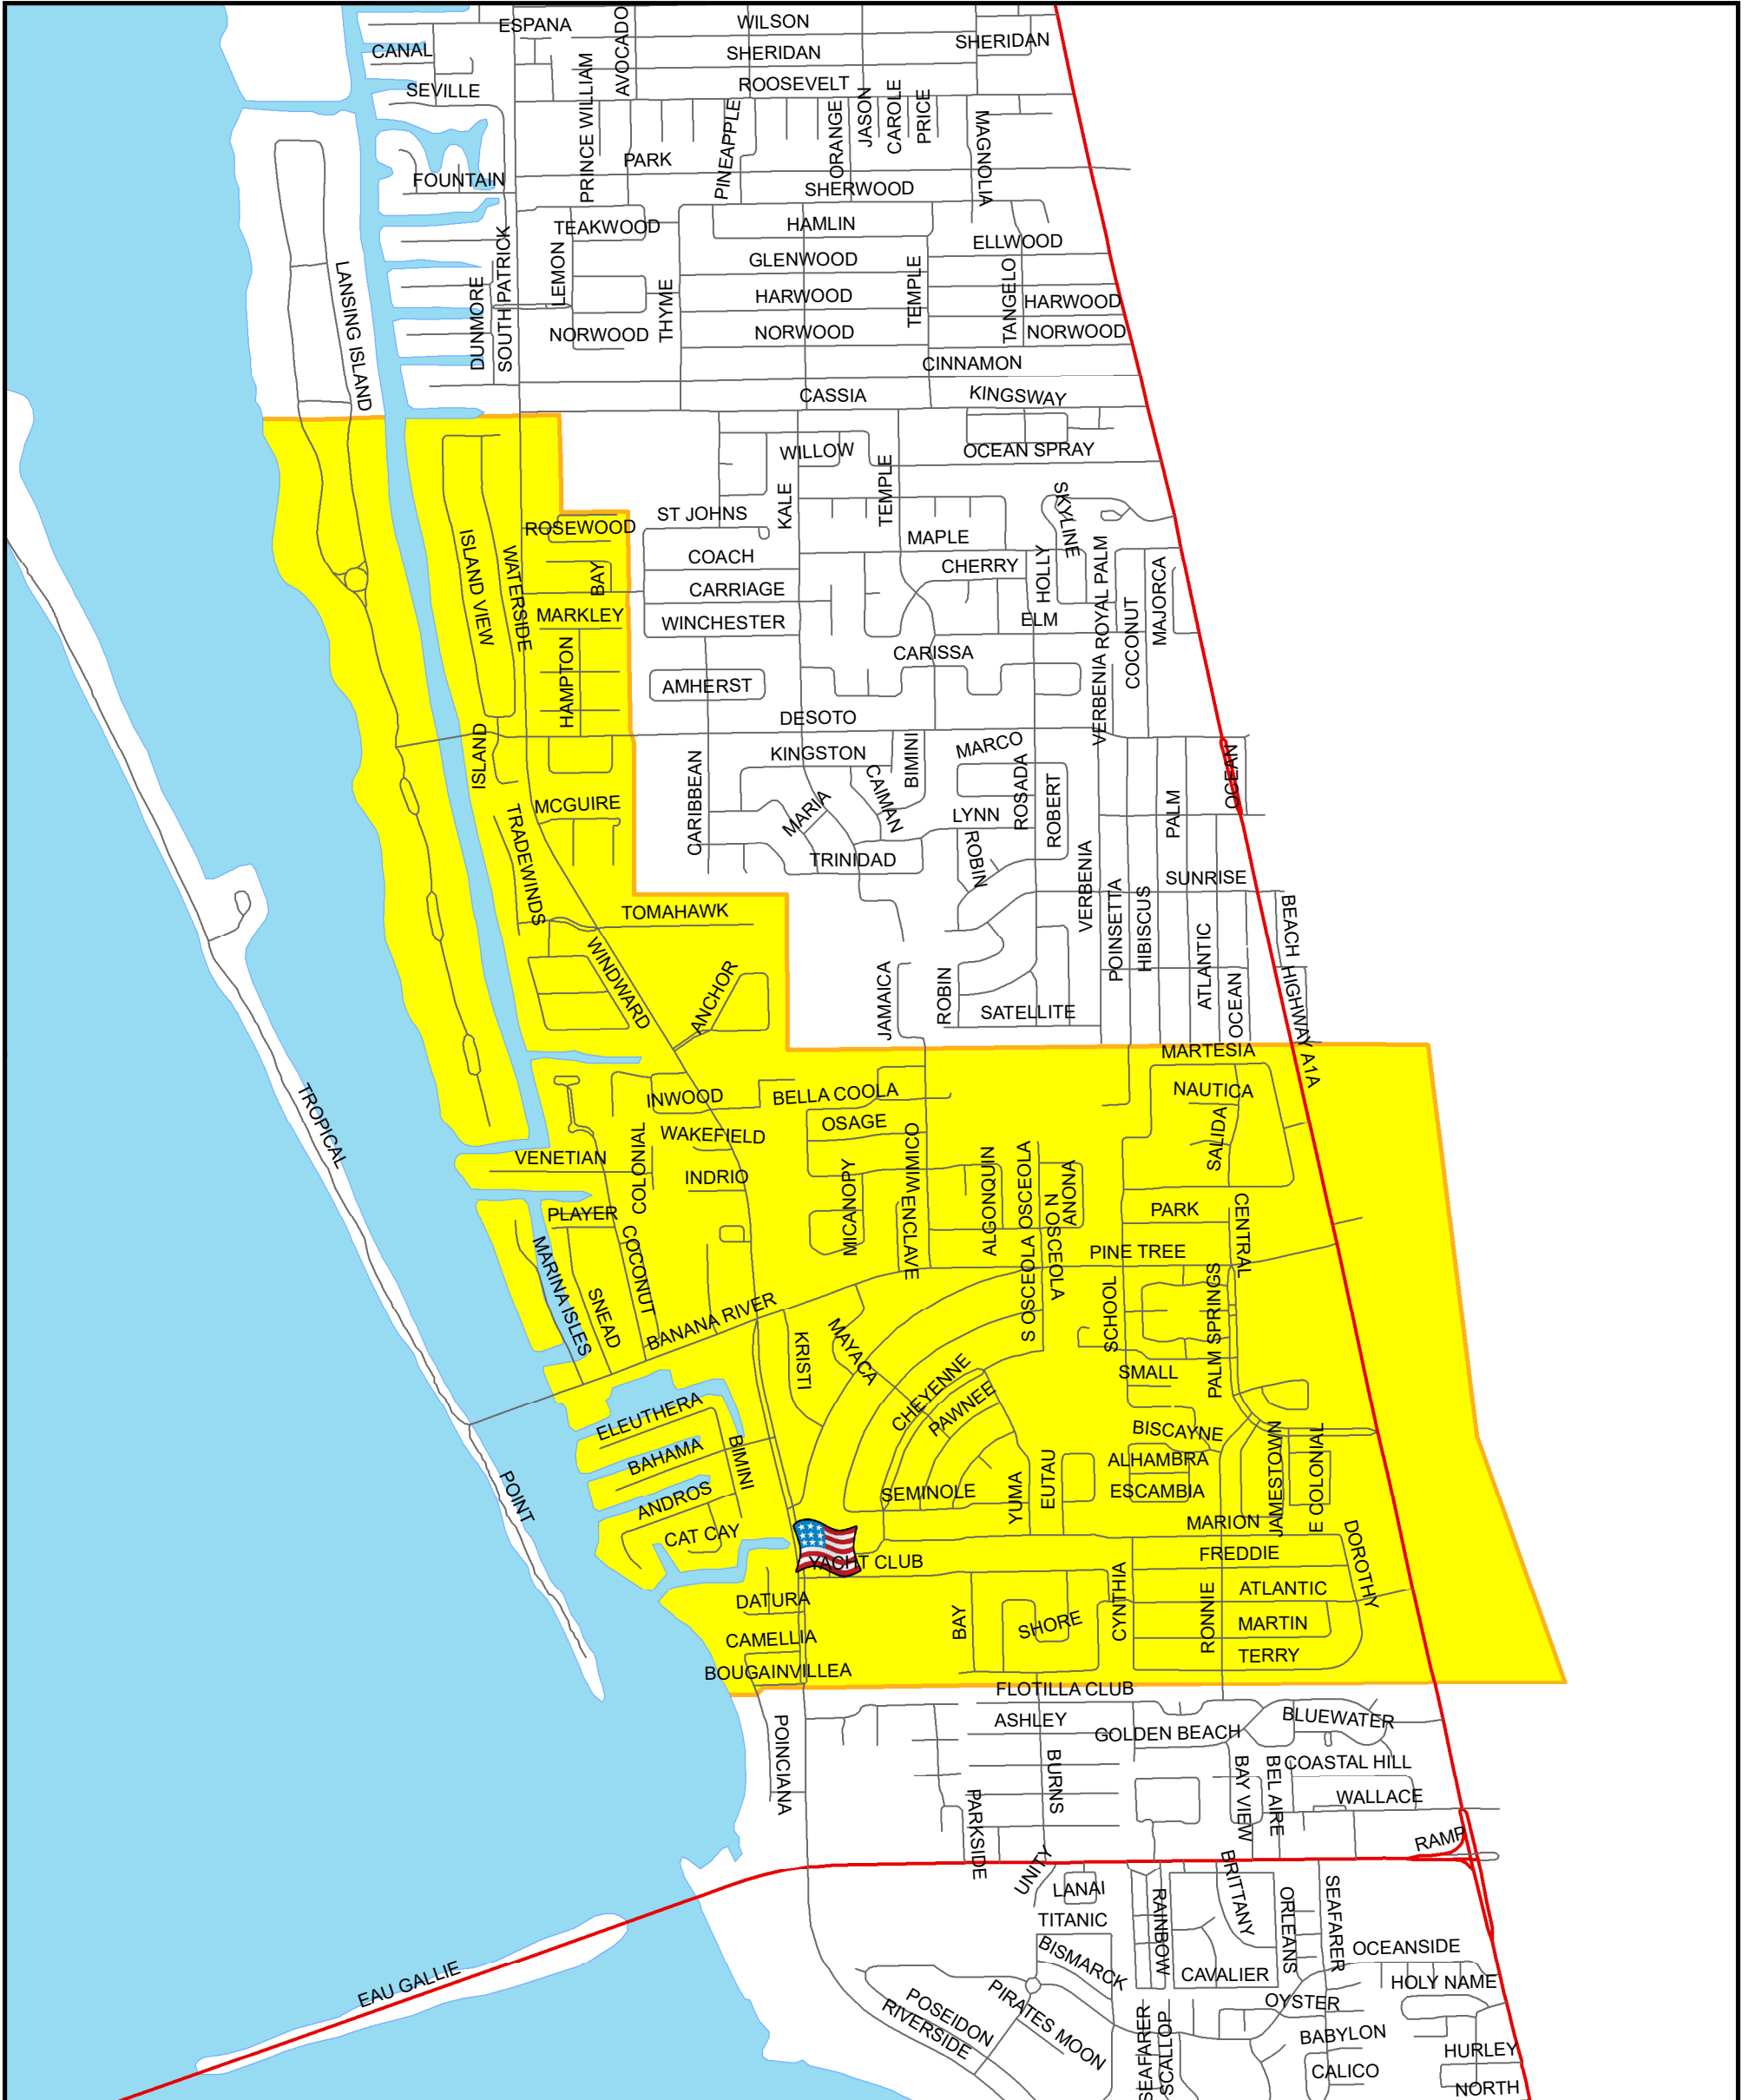 ESPANA
WILSON
AVOCADO
SHERIDAN
CANAL
SHERIDAN
SEVILLE
ROOSEVELT
PRINCE WILLIAM
PINEAPPLE
ORANGE
JASON
CAROLE
PRICE
MAGNOLIA
PARK
FOUNTAIN
SHERWOOD
TEAKWOOD
HAMLIN
ELLWOOD
LANSING ISLAND
DUNMORE
SOUTH PATRICK
LEMON
GLENWOOD
TEMPLE
TANGELO
THYME
HARWOOD
HARWOOD
NORWOOD
NORWOOD
NORWOOD
CINNAMON
CASSIA
KINGSWAY
WILLOW
OCEAN SPRAY
KALE
TEMPLE
SKYLINE
ST JOHNS
ROSEWOOD
ISLAND VIEW
WATERSIDE
MAPLE
COACH
CHERRY
HOLLY
ROYAL PALM
MAJORCA
BAY
CARRIAGE
COCONUT
MARKLEY
WINCHESTER
ELM
HAMPTON
CARISSA
VERBENIA
AMHERST
DESOTO
ISLAND
KINGSTON
BIMINI
MARCO
OCEAN
CARIBBEAN
CAIMAN
ROSADA
ROBERT
MCGUIRE
MARIA
LYNN
PALM
TRADEWINDS
TRINIDAD
ROBIN
VERBENIA
SUNRISE
POINSETTA
HIBISCUS
BEACH
TOMAHAWK
WINDWARD
ANCHOR
ATLANTIC
JAMAICA
ROBIN
OCEAN
SATELLITE
HIGHWAY A1A
MARTESIA
TROPICAL
INWOOD
BELLA COOLA
NAUTICA
OSAGE
SALIDA
COLONIAL
WAKEFIELD
OCIMIWENCLAVE
VENETIAN
INDRIO
MICANOPY
ALGONQUIN
OSCEOLA
ANONA
PLAYER
PARK
CENTRAL
COCONUT
N OSCEOLA
PINE TREE
MARINA ISLES
SNEAD
S OSCEOLA
SCHOOL
PALM SPRINGS
BANANA RIVER
KRISTI
MAYACA
CHEYENNE
SMALL
PAWNEE
ELEUTHERA
BISCAYNE
JAMESTOWN
E COLONIAL
BAHAMA
BIMINI
EUTAU
ALHAMBRA
POINT
ANDROS
SEMINOLE
YUMA
ESCAMBIA
CAT CAY
MARION
DOROTHY
YACHT CLUB
FREDDIE
CYNTHIA
RONNIE
ATLANTIC
DATURA
BAY
SHORE
MARTIN
CAMELLIA
TERRY
BOUGAINVILLEA
FLOTILLA CLUB
POINCIANA
ASHLEY
GOLDEN BEACH
BLUEWATER
BURNS
BAY VIEW
BEL AIRE
COASTAL HILL
PARKSIDE
WALLACE
RAMP
UNITY
BRITTANY
LANAI
RAINBOW
ORLEANS
SEAFARER
TITANIC
BISMARCK
OCEANSIDE
EAU GALLIE
CAVALIER
HOLY NAME
POSEIDON
PIRATES MOON
OYSTER
RIVERSIDE
SEAFARER
SCALLOP
BABYLON
HURLEY
CALICO
NORTH